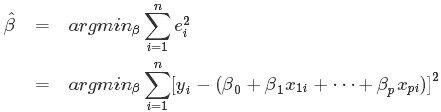 β̂ = argmin_β ∑_{i=1}^{n} e_i^2
= argmin_β ∑_{i=1}^{n} [y_i − (β_0 + β_1 x_{1i} + ⋯ + β_p x_{pi})]^2